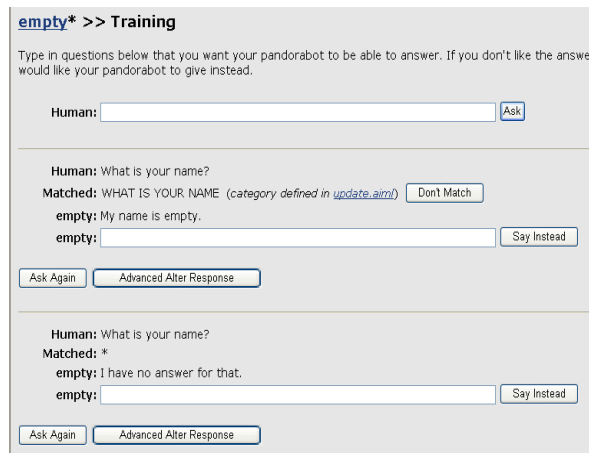 empty* >> Training
Type in questions below that you want your pandorabot to be able to answer. If you don't like the answe
would like your pandorabot to give instead.
Human: Ask
Human: What is your name?
Matched: WHAT IS YOUR NAME (category defined in update.aiml) Don't Match
empty: My name is empty.
empty: Say Instead
Ask Again Advanced Alter Response
Human: What is your name?
Matched: *
empty: I have no answer for that.
empty: Say Instead
Ask Again Advanced Alter Response